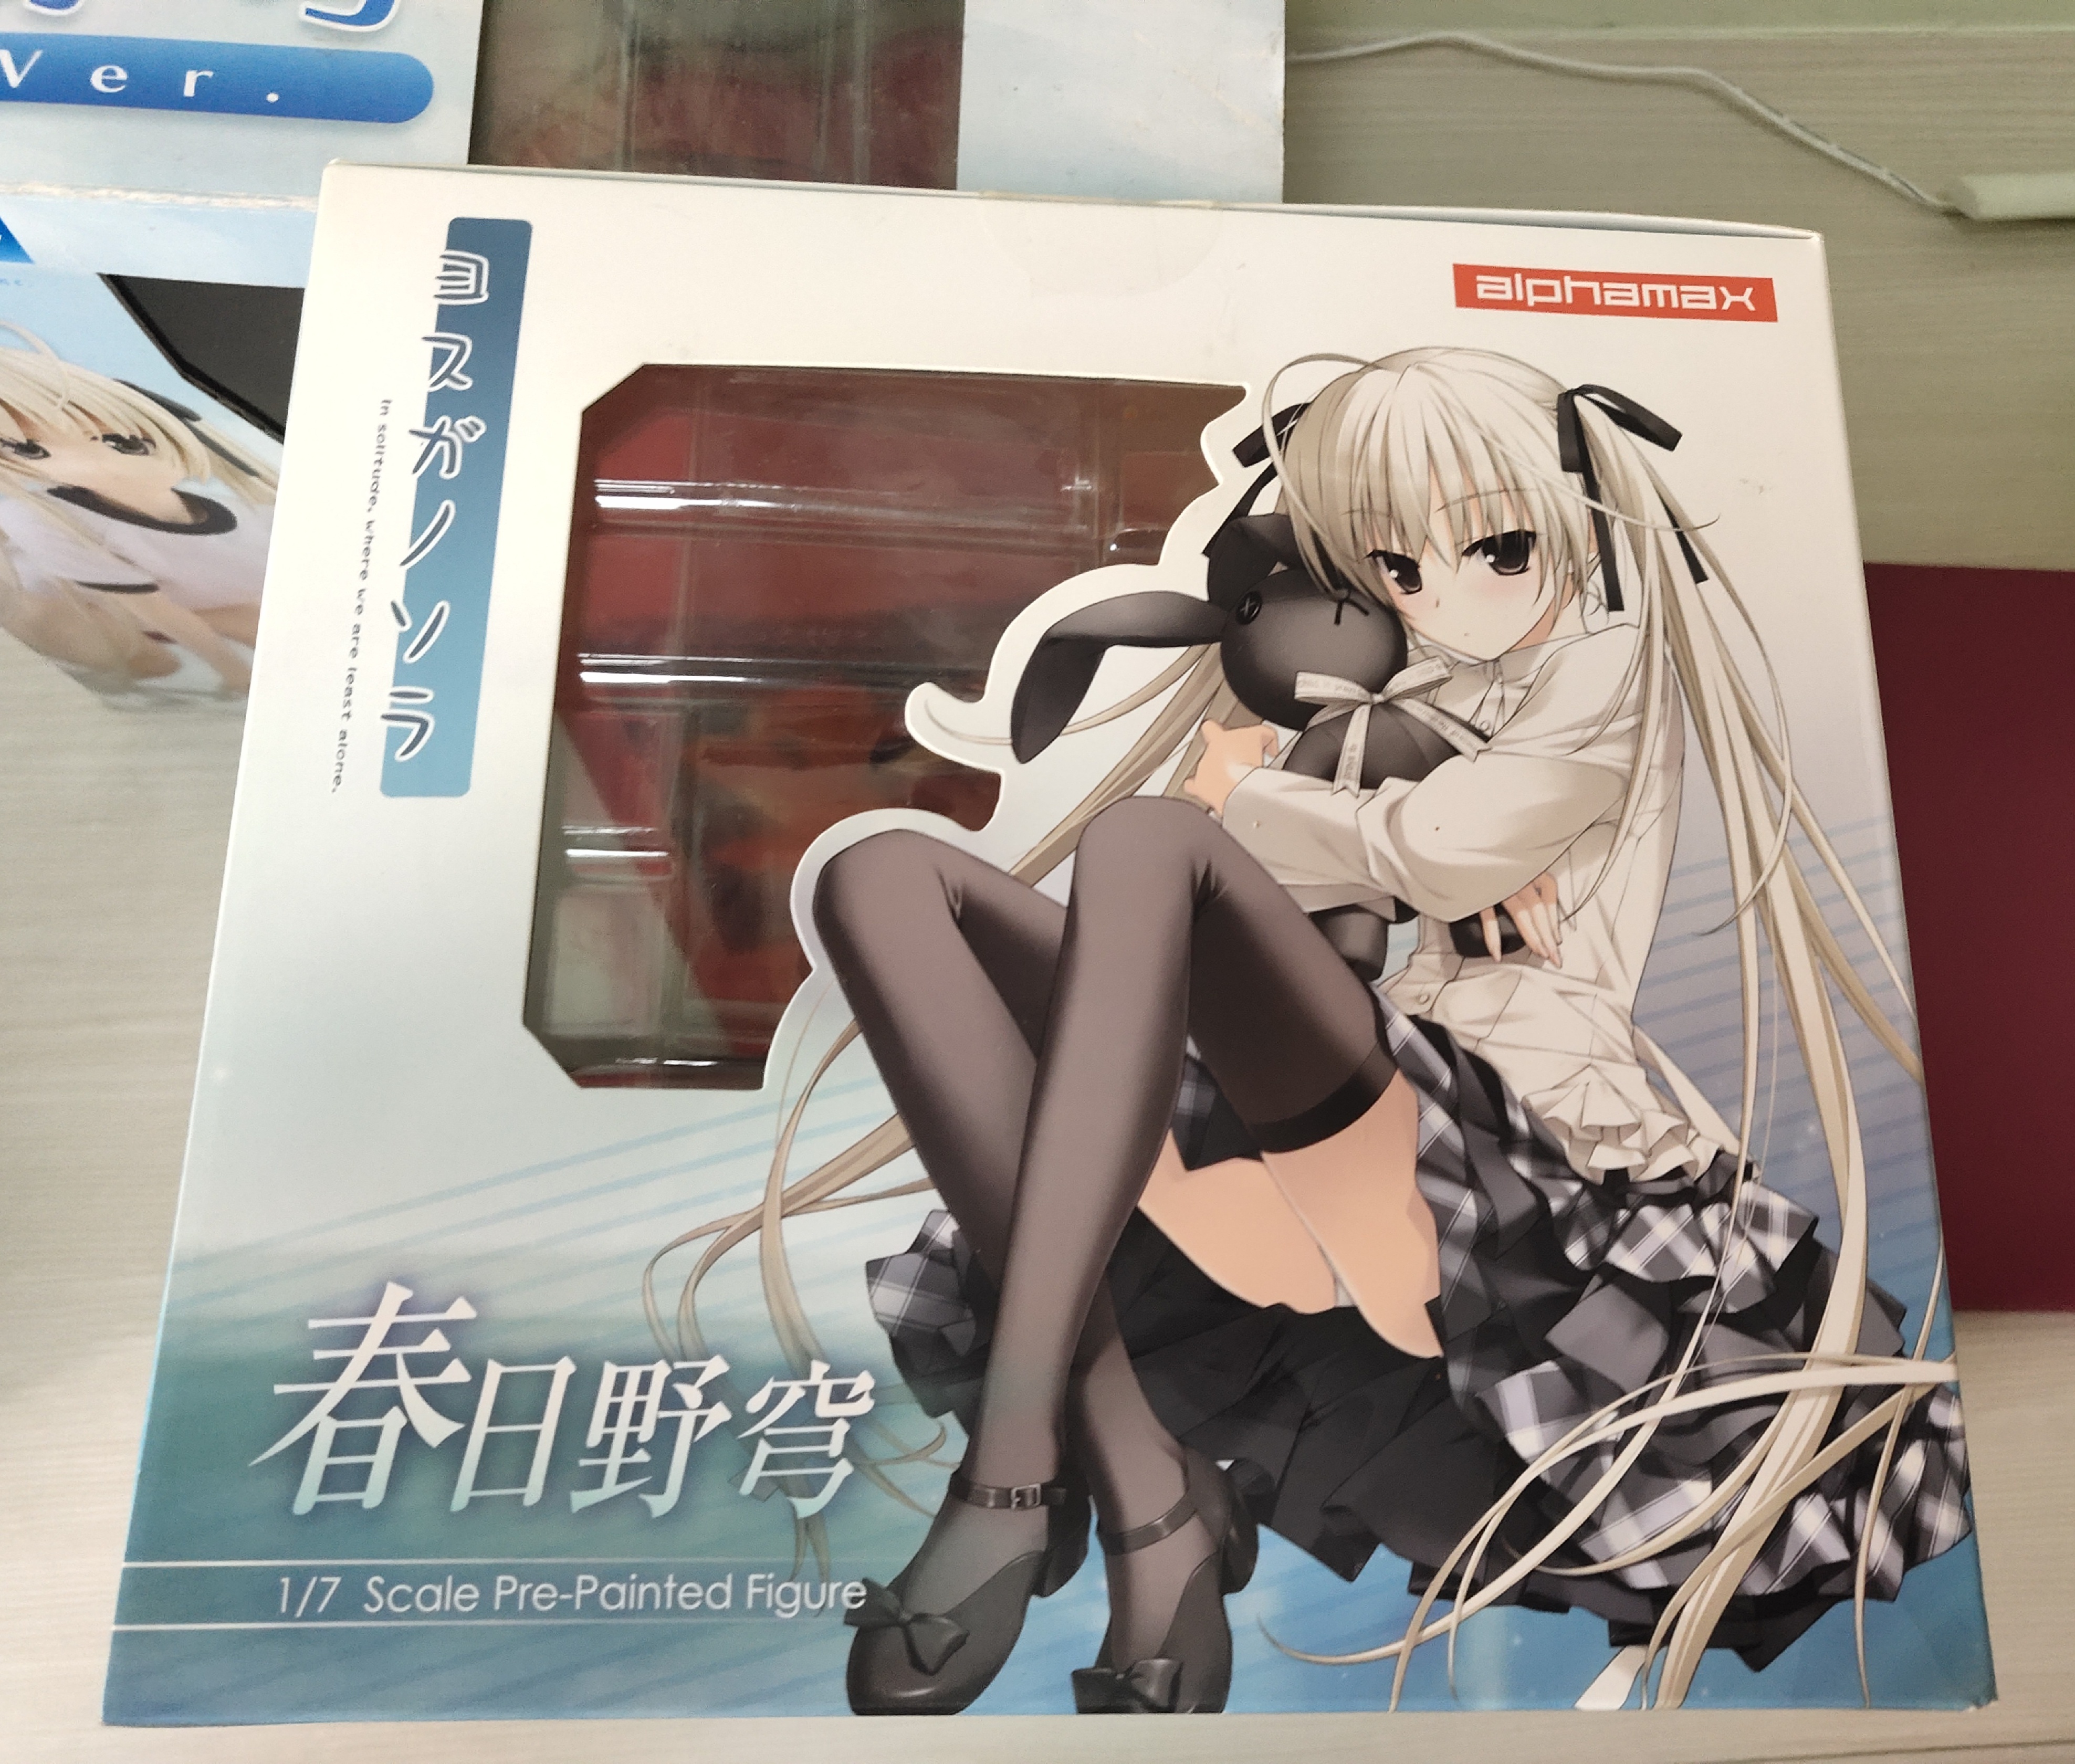 Ver.
alphamax
ヨスガノソラ
In solitude, where we are least alone.
春日野穹
1/7 Scale Pre-Painted Figure